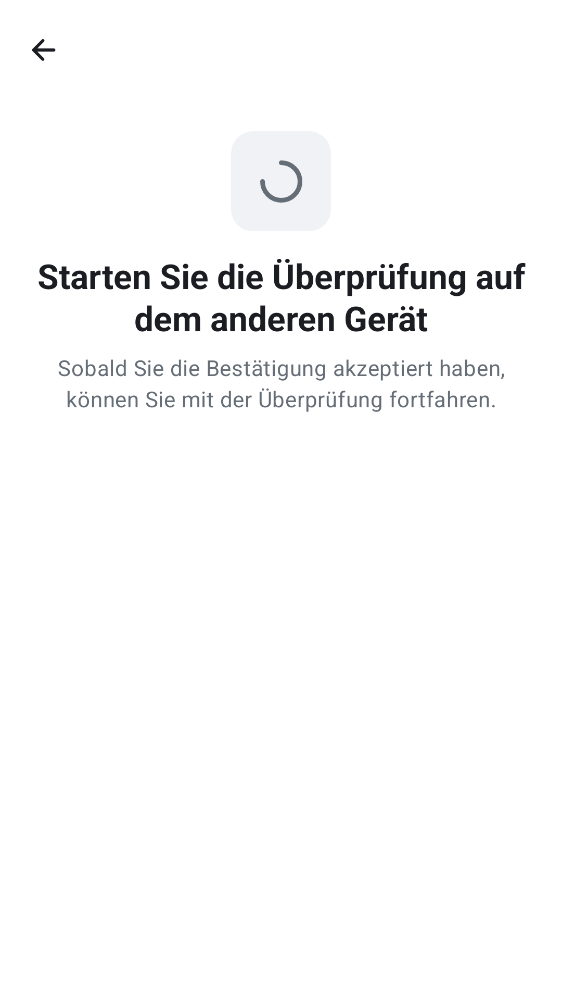 Starten Sie die Überprüfung auf
dem anderen Gerät
Sobald Sie die Bestätigung akzeptiert haben,
können Sie mit der Überprüfung fortfahren.